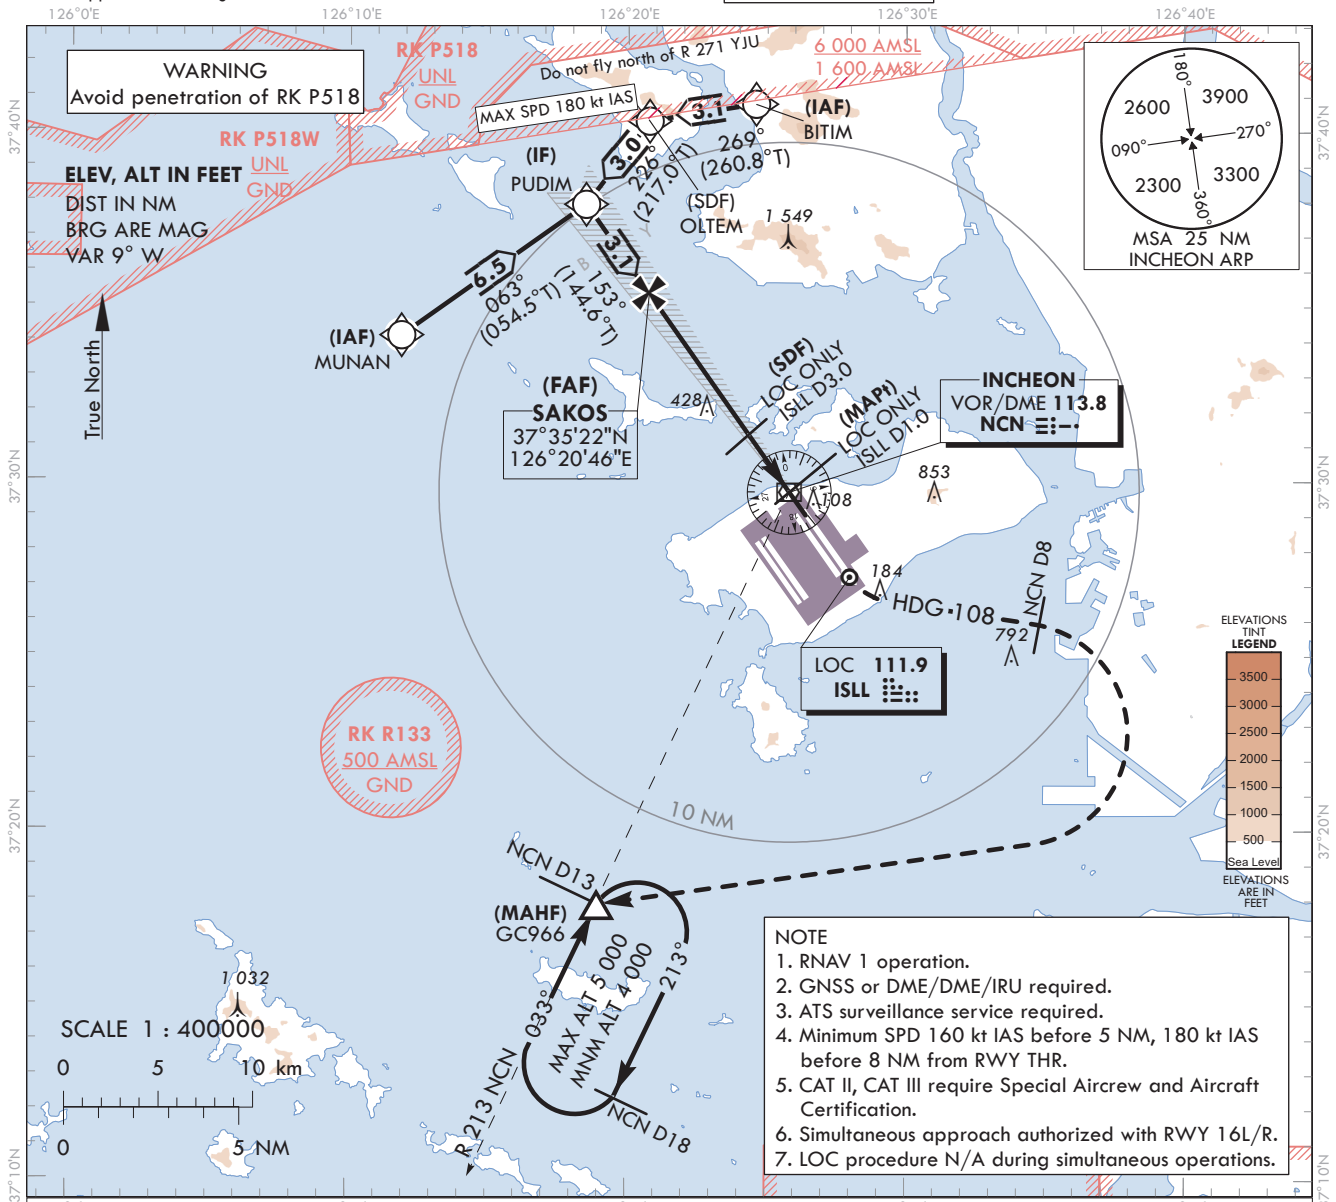 126°0'E
126°10'E
126°20'E
126°30'E
126°40'E
WARNING
Avoid penetration of RK P518
RK P518
UNL
GND
Do not fly north of R 271 YJU
6 000 AMSL
1 600 AMSL
MAX SPD 180 kt IAS
RK P518W
UNL
GND
ELEV, ALT IN FEET
DIST IN NM
BRG ARE MAG
VAR 9° W
True North
37°40'N
37°40'N
(IAF)
BITIM
3.1
269°
(260.8°T)
(SDF)
OLTEM
3.0
226°
(217.0°T)
(IF)
PUDIM
1 549
180°
2600
3900
090°
270°
2300
3300
360°
MSA 25 NM
INCHEON ARP
6.5
063°
(054.5°T)
3.1
153°
(144.6°T)
B
(IAF)
MUNAN
(FAF)
SAKOS
37°35'22"N
126°20'46"E
428
(SDF)
LOC ONLY
ISLL D3.0
(MAPt)
LOC ONLY
ISLL D1.0
INCHEON
VOR/DME 113.8
NCN
37°30'N
37°30'N
853
108
0
27
18
184
HDG 108
NCN D8
792
LOC 111.9
ISLL
RK R133
500 AMSL
GND
10 NM
ELEVATIONS
TINT
LEGEND
3500
3000
2500
2000
1500
1000
500
Sea Level
ELEVATIONS
ARE IN
FEET
37°20'N
37°20'N
NCN D13
(MAHF)
GC966
033°
MAX ALT 5 000
MNM ALT 4 000
213°
NCN D18
R 213 NCN
1 032
SCALE 1 : 400000
0 5 10 km
0 5 NM
37°10'N
37°10'N
NOTE
1. RNAV 1 operation.
2. GNSS or DME/DME/IRU required.
3. ATS surveillance service required.
4. Minimum SPD 160 kt IAS before 5 NM, 180 kt IAS
before 8 NM from RWY THR.
5. CAT II, CAT III require Special Aircrew and Aircraft
Certification.
6. Simultaneous approach authorized with RWY 16L/R.
7. LOC procedure N/A during simultaneous operations.